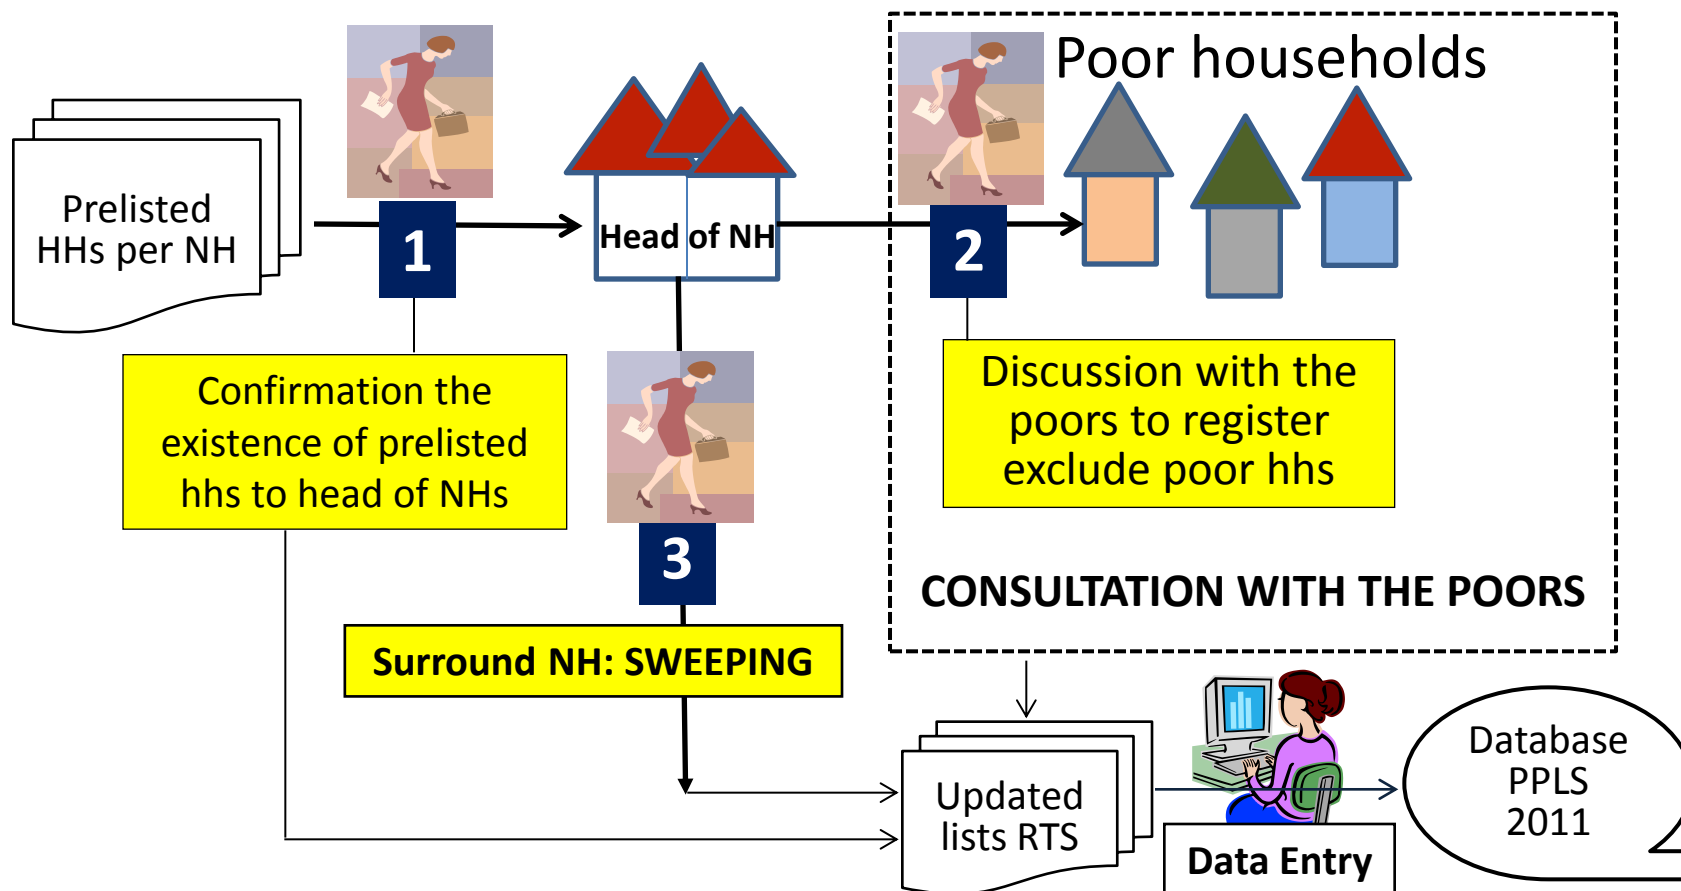 Poor households
Prelisted
HHs per NH
1
Head of NH
2
Confirmation the
existence of prelisted
hhs to head of NHs
Discussion with the
poors to register
exclude poor hhs
3
CONSULTATION WITH THE POORS
Surround NH: SWEEPING
Updated
lists RTS
Data Entry
Database
PPLS
2011